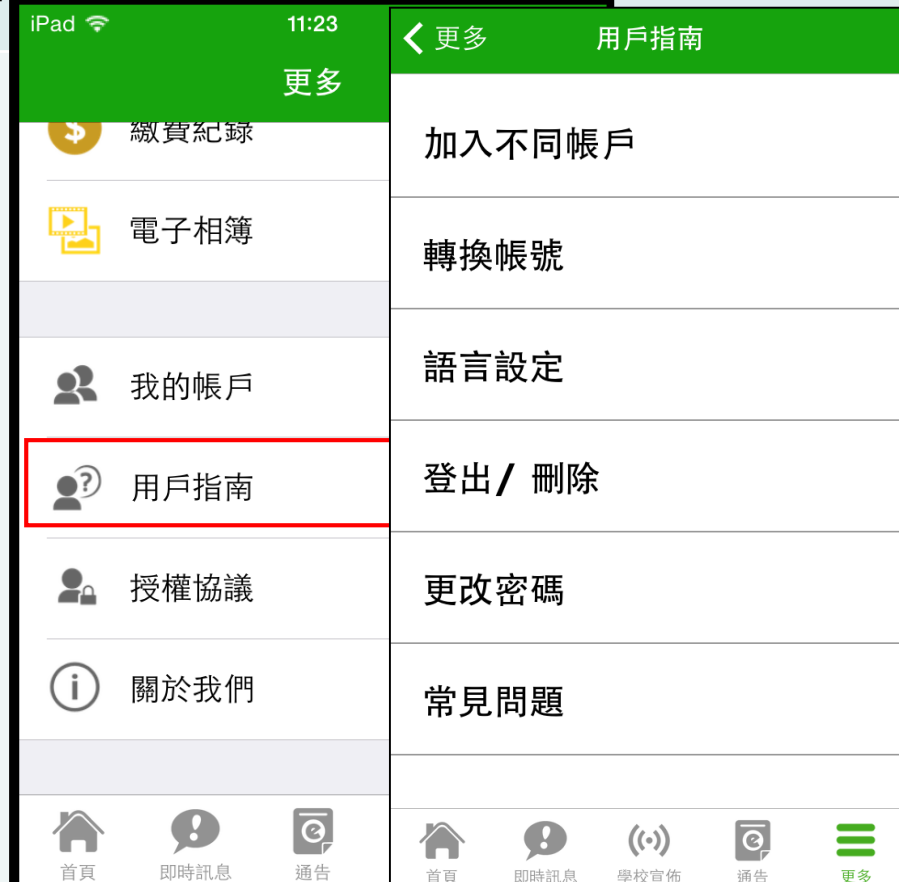 iPad 11:23
更多
繳費紀錄
電子相簿
我的帳戶
用戶指南
授權協議
關於我們
首頁 即時訊息 通告
更多 用戶指南
加入不同帳戶
轉換帳號
語言設定
登出/ 刪除
更改密碼
常見問題
首頁 即時訊息 學校宣佈 通告 更多